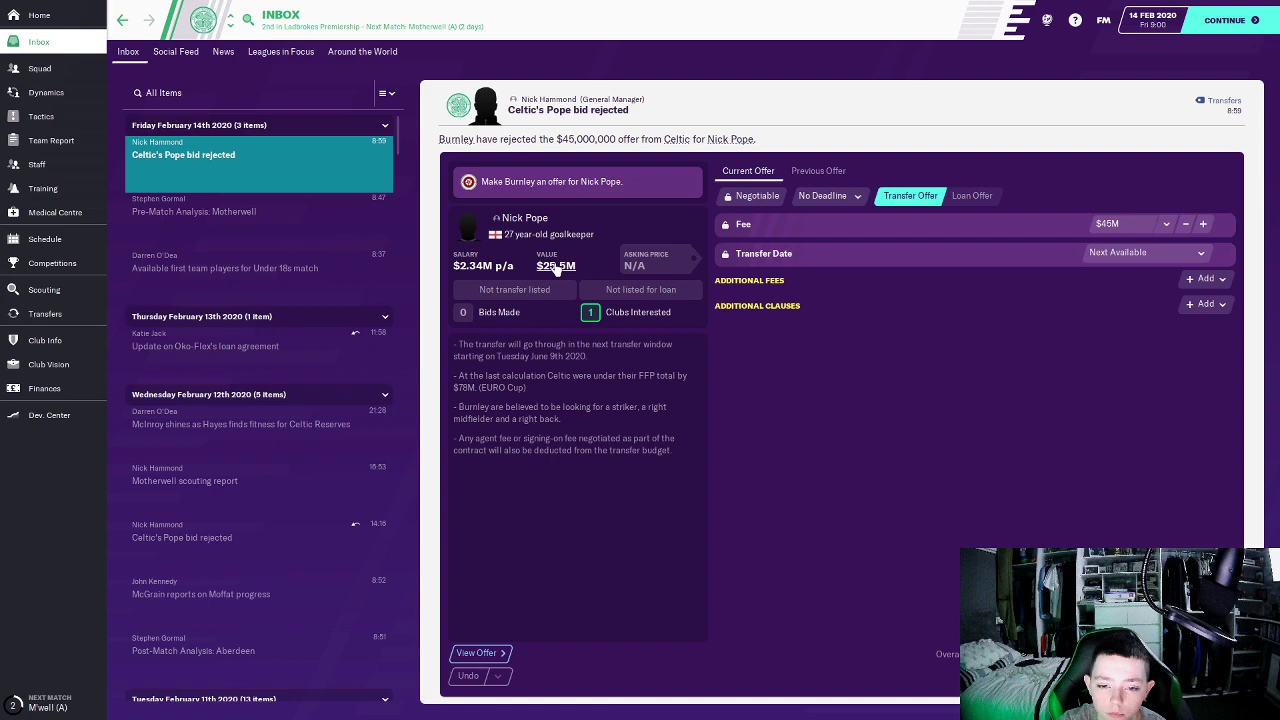 INBOX
2nd in Ladbrokes Premiership - Next Match: Motherwell (A) (2 days)
FM
14 FEB 2020
Fri 9:00
CONTINUE
Inbox
Social Feed
News
Leagues in Focus
Around the World
Inbox
Squad
Dynamics
Tactics
Team Report
Staff
Training
Medical Centre
Schedule
Competitions
Scouting
Transfers
Club Info
Club Vision
Finances
Dev. Center
2
NEXT MATCH
M'well (A)
All Items
Friday February 14th 2020 (3 items)
Nick Hammond 8:59
Celtic's Pope bid rejected
Stephen Gormal 8:47
Pre-Match Analysis: Motherwell
Darren O'Dea 8:37
Available first team players for Under 18s match
Thursday February 13th 2020 (1 item)
Katie Jack 11:58
Update on Oko-Flex's loan agreement
Wednesday February 12th 2020 (5 items)
Darren O'Dea 21:28
McInroy shines as Hayes finds fitness for Celtic Reserves
Nick Hammond 16:53
Motherwell scouting report
Nick Hammond 14:16
Celtic's Pope bid rejected
John Kennedy 8:52
McGrain reports on Moffat progress
Stephen Gormal 8:51
Post-Match Analysis: Aberdeen
Tuesday February 11th 2020 (13 items)
Nick Hammond (General Manager)
Celtic's Pope bid rejected
Transfers
8:59
Burnley have rejected the $45,000,000 offer from Celtic for Nick Pope.
Make Burnley an offer for Nick Pope.
Nick Pope
27 year-old goalkeeper
SALARY
$2.34M p/a
VALUE
ASKING PRICE
N/A
Not transfer listed
Not listed for loan
0 Bids Made
1 Clubs Interested
- The transfer will go through in the next transfer window
starting on Tuesday June 9th 2020.
- At the last calculation Celtic were under their FFP total by
$78M. (EURO Cup)
- Burnley are believed to be looking for a striker, a right
midfielder and a right back.
- Any agent fee or signing-on fee negotiated as part of the
contract will also be deducted from the transfer budget.
View Offer
Undo
Current Offer
Previous Offer
Negotiable
No Deadline
Transfer Offer
Loan Offer
Fee
$45M
Transfer Date
Next Available
ADDITIONAL FEES
Add
ADDITIONAL CLAUSES
Add